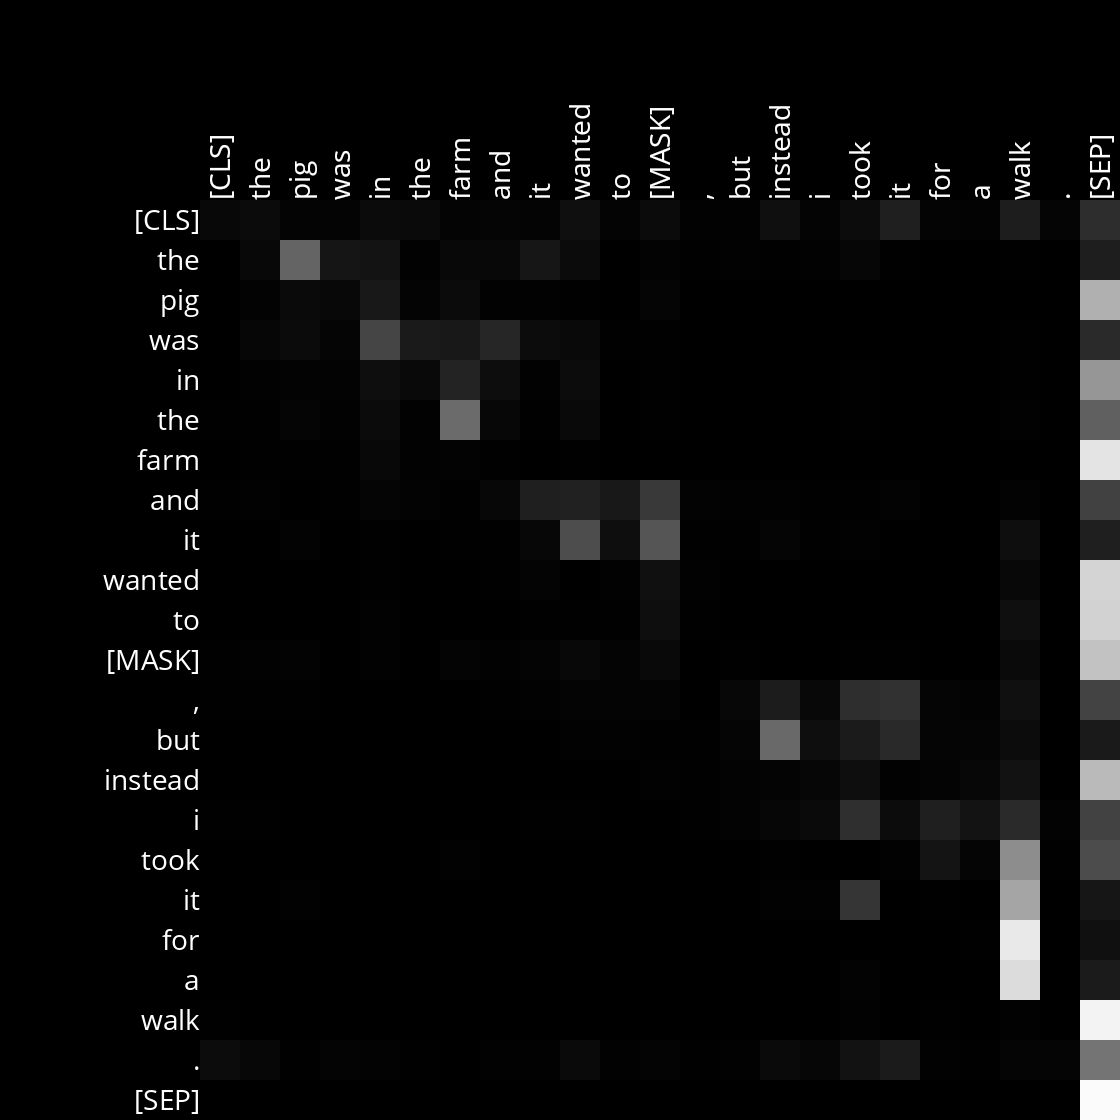 [CLS] the pig was in the farm and it wanted to [MASK] , but instead i took it for a walk . [SEP]
[CLS]
the
pig
was
in
the
farm
and
it
wanted
to
[MASK]
,
but
instead
i
took
it
for
a
walk
.
[SEP]